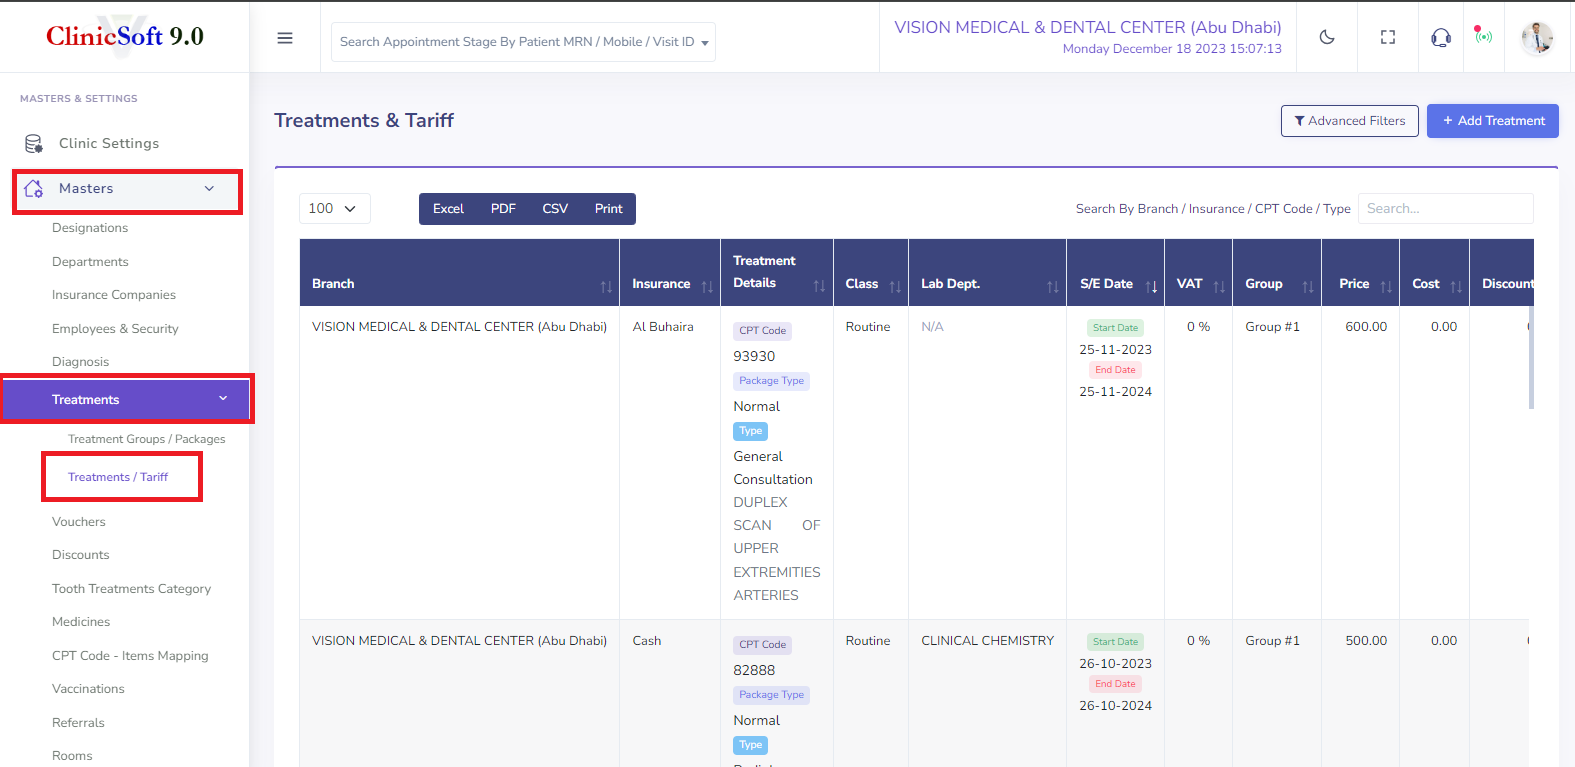 ClinicSoft 9.0
Search Appointment Stage By Patient MRN / Mobile / Visit ID
VISION MEDICAL & DENTAL CENTER (Abu Dhabi)
Monday December 18 2023 15:07:13
MASTERS & SETTINGS
Clinic Settings
Masters
Designations
Departments
Insurance Companies
Employees & Security
Diagnosis
Treatments
Treatment Groups / Packages
Treatments / Tariff
Vouchers
Discounts
Tooth Treatments Category
Medicines
CPT Code - Items Mapping
Vaccinations
Referrals
Rooms
Treatments & Tariff
Advanced Filters
+ Add Treatment
100
Excel PDF CSV Print
Search By Branch / Insurance / CPT Code / Type
Search...
Branch Insurance Treatment Details Class Lab Dept. S/E Date VAT Group Price Cost Discount
VISION MEDICAL & DENTAL CENTER (Abu Dhabi)
Al Buhaira
CPT Code
93930
Package Type
Normal
Type
General
Consultation
DUPLEX
SCAN OF
UPPER
EXTREMITIES
ARTERIES
Routine
N/A
Start Date
25-11-2023
End Date
25-11-2024
0 %
Group #1
600.00
0.00
VISION MEDICAL & DENTAL CENTER (Abu Dhabi)
Cash
CPT Code
82888
Package Type
Normal
Type
Routine
CLINICAL CHEMISTRY
Start Date
26-10-2023
End Date
26-10-2024
0 %
Group #1
500.00
0.00